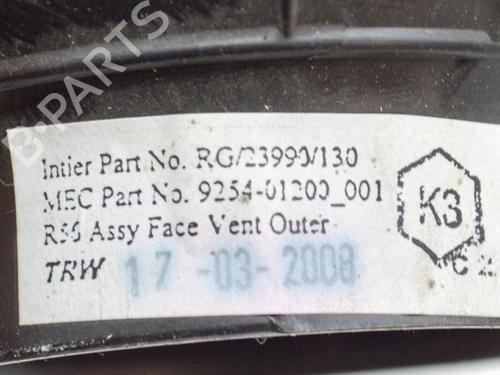 B-PARTS
Intier Part No. RG/23990/130
MEC Part No. 9254-01200_001
R56 Assy Face Vent Outer
TRW 17-03-2008
K3
C2